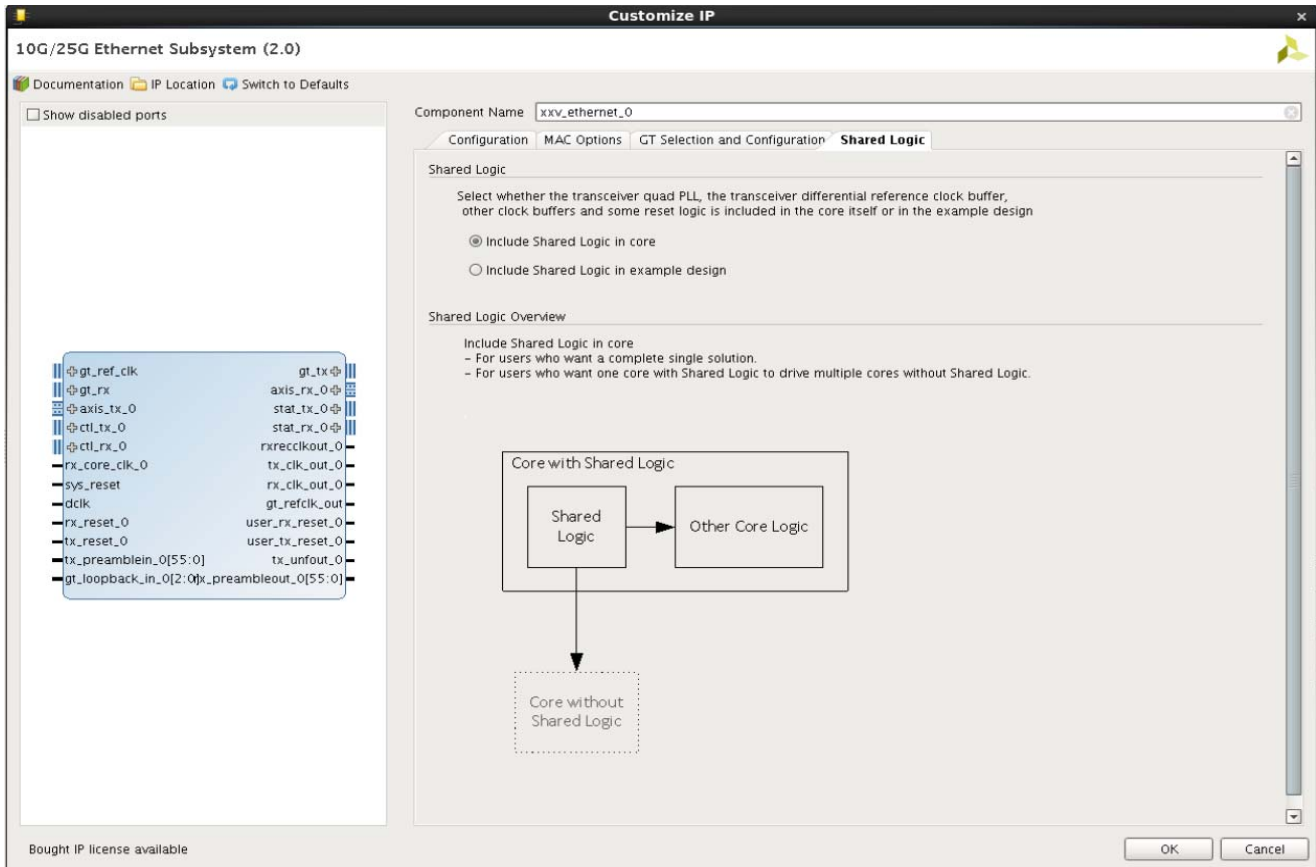 Customize IP
10G/25G Ethernet Subsystem (2.0)
Documentation IP Location Switch to Defaults
Show disabled ports
Component Name xxv_ethernet_0
Configuration MAC Options GT Selection and Configuration Shared Logic
Shared Logic
Select whether the transceiver quad PLL, the transceiver differential reference clock buffer,
other clock buffers and some reset logic is included in the core itself or in the example design
Include Shared Logic in core
Include Shared Logic in example design
Shared Logic Overview
Include Shared Logic in core
– For users who want a complete single solution.
– For users who want one core with Shared Logic to drive multiple cores without Shared Logic.
gt_ref_clk gt_tx
gt_rx axis_rx_0
axis_tx_0 stat_tx_0
ctl_tx_0 stat_rx_0
ctl_rx_0 rxrecclkout_0
rx_core_clk_0 tx_clk_out_0
sys_reset rx_clk_out_0
dclk gt_refclk_out
rx_reset_0 user_rx_reset_0
tx_reset_0 user_tx_reset_0
tx_preamblein_0[55:0] tx_unfout_0
gt_loopback_in_0[2:0] rx_preambleout_0[55:0]
Core with Shared Logic
Shared
Logic
Other Core Logic
Core without
Shared Logic
Bought IP license available
OK Cancel